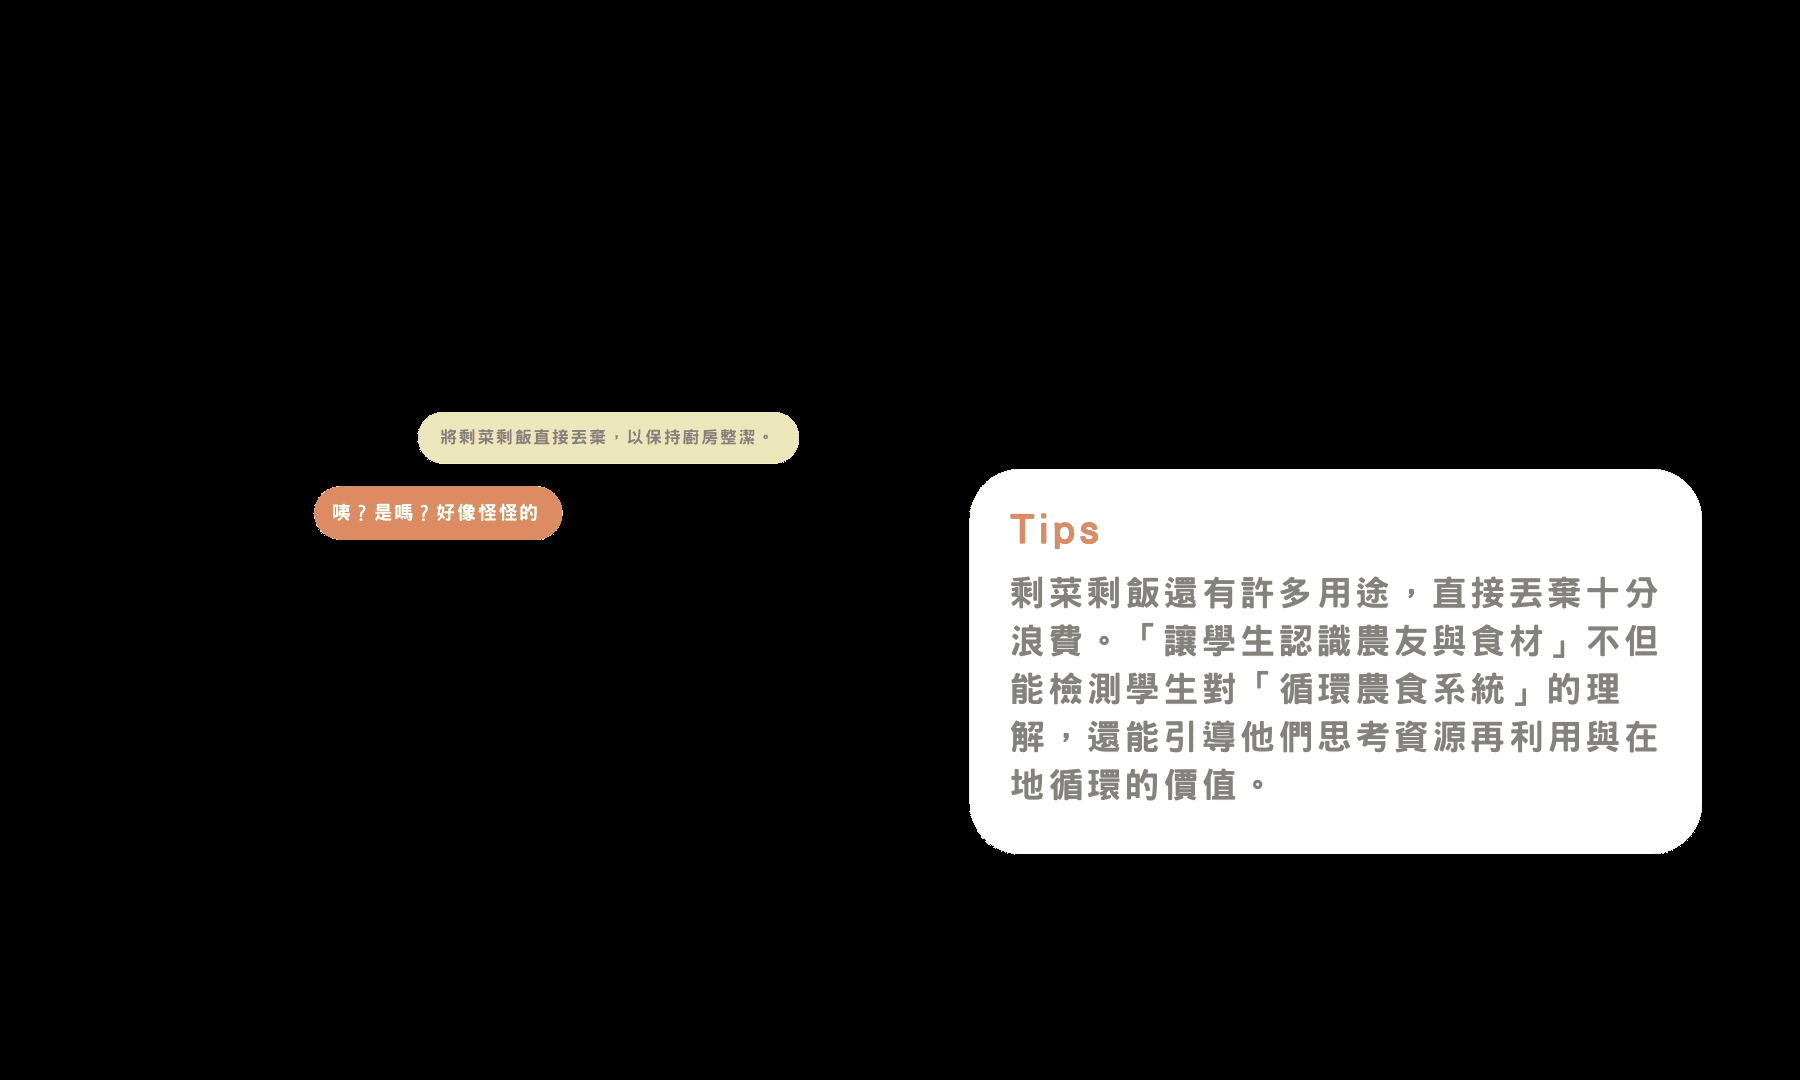 將剩菜剩飯直接丟棄，以保持廚房整潔。
咦？是嗎？好像怪怪的
Tips
剩菜剩飯還有許多用途，直接丟棄十分
浪費。「讓學生認識農友與食材」不但
能檢測學生對「循環農食系統」的理
解，還能引導他們思考資源再利用與在
地循環的價值。